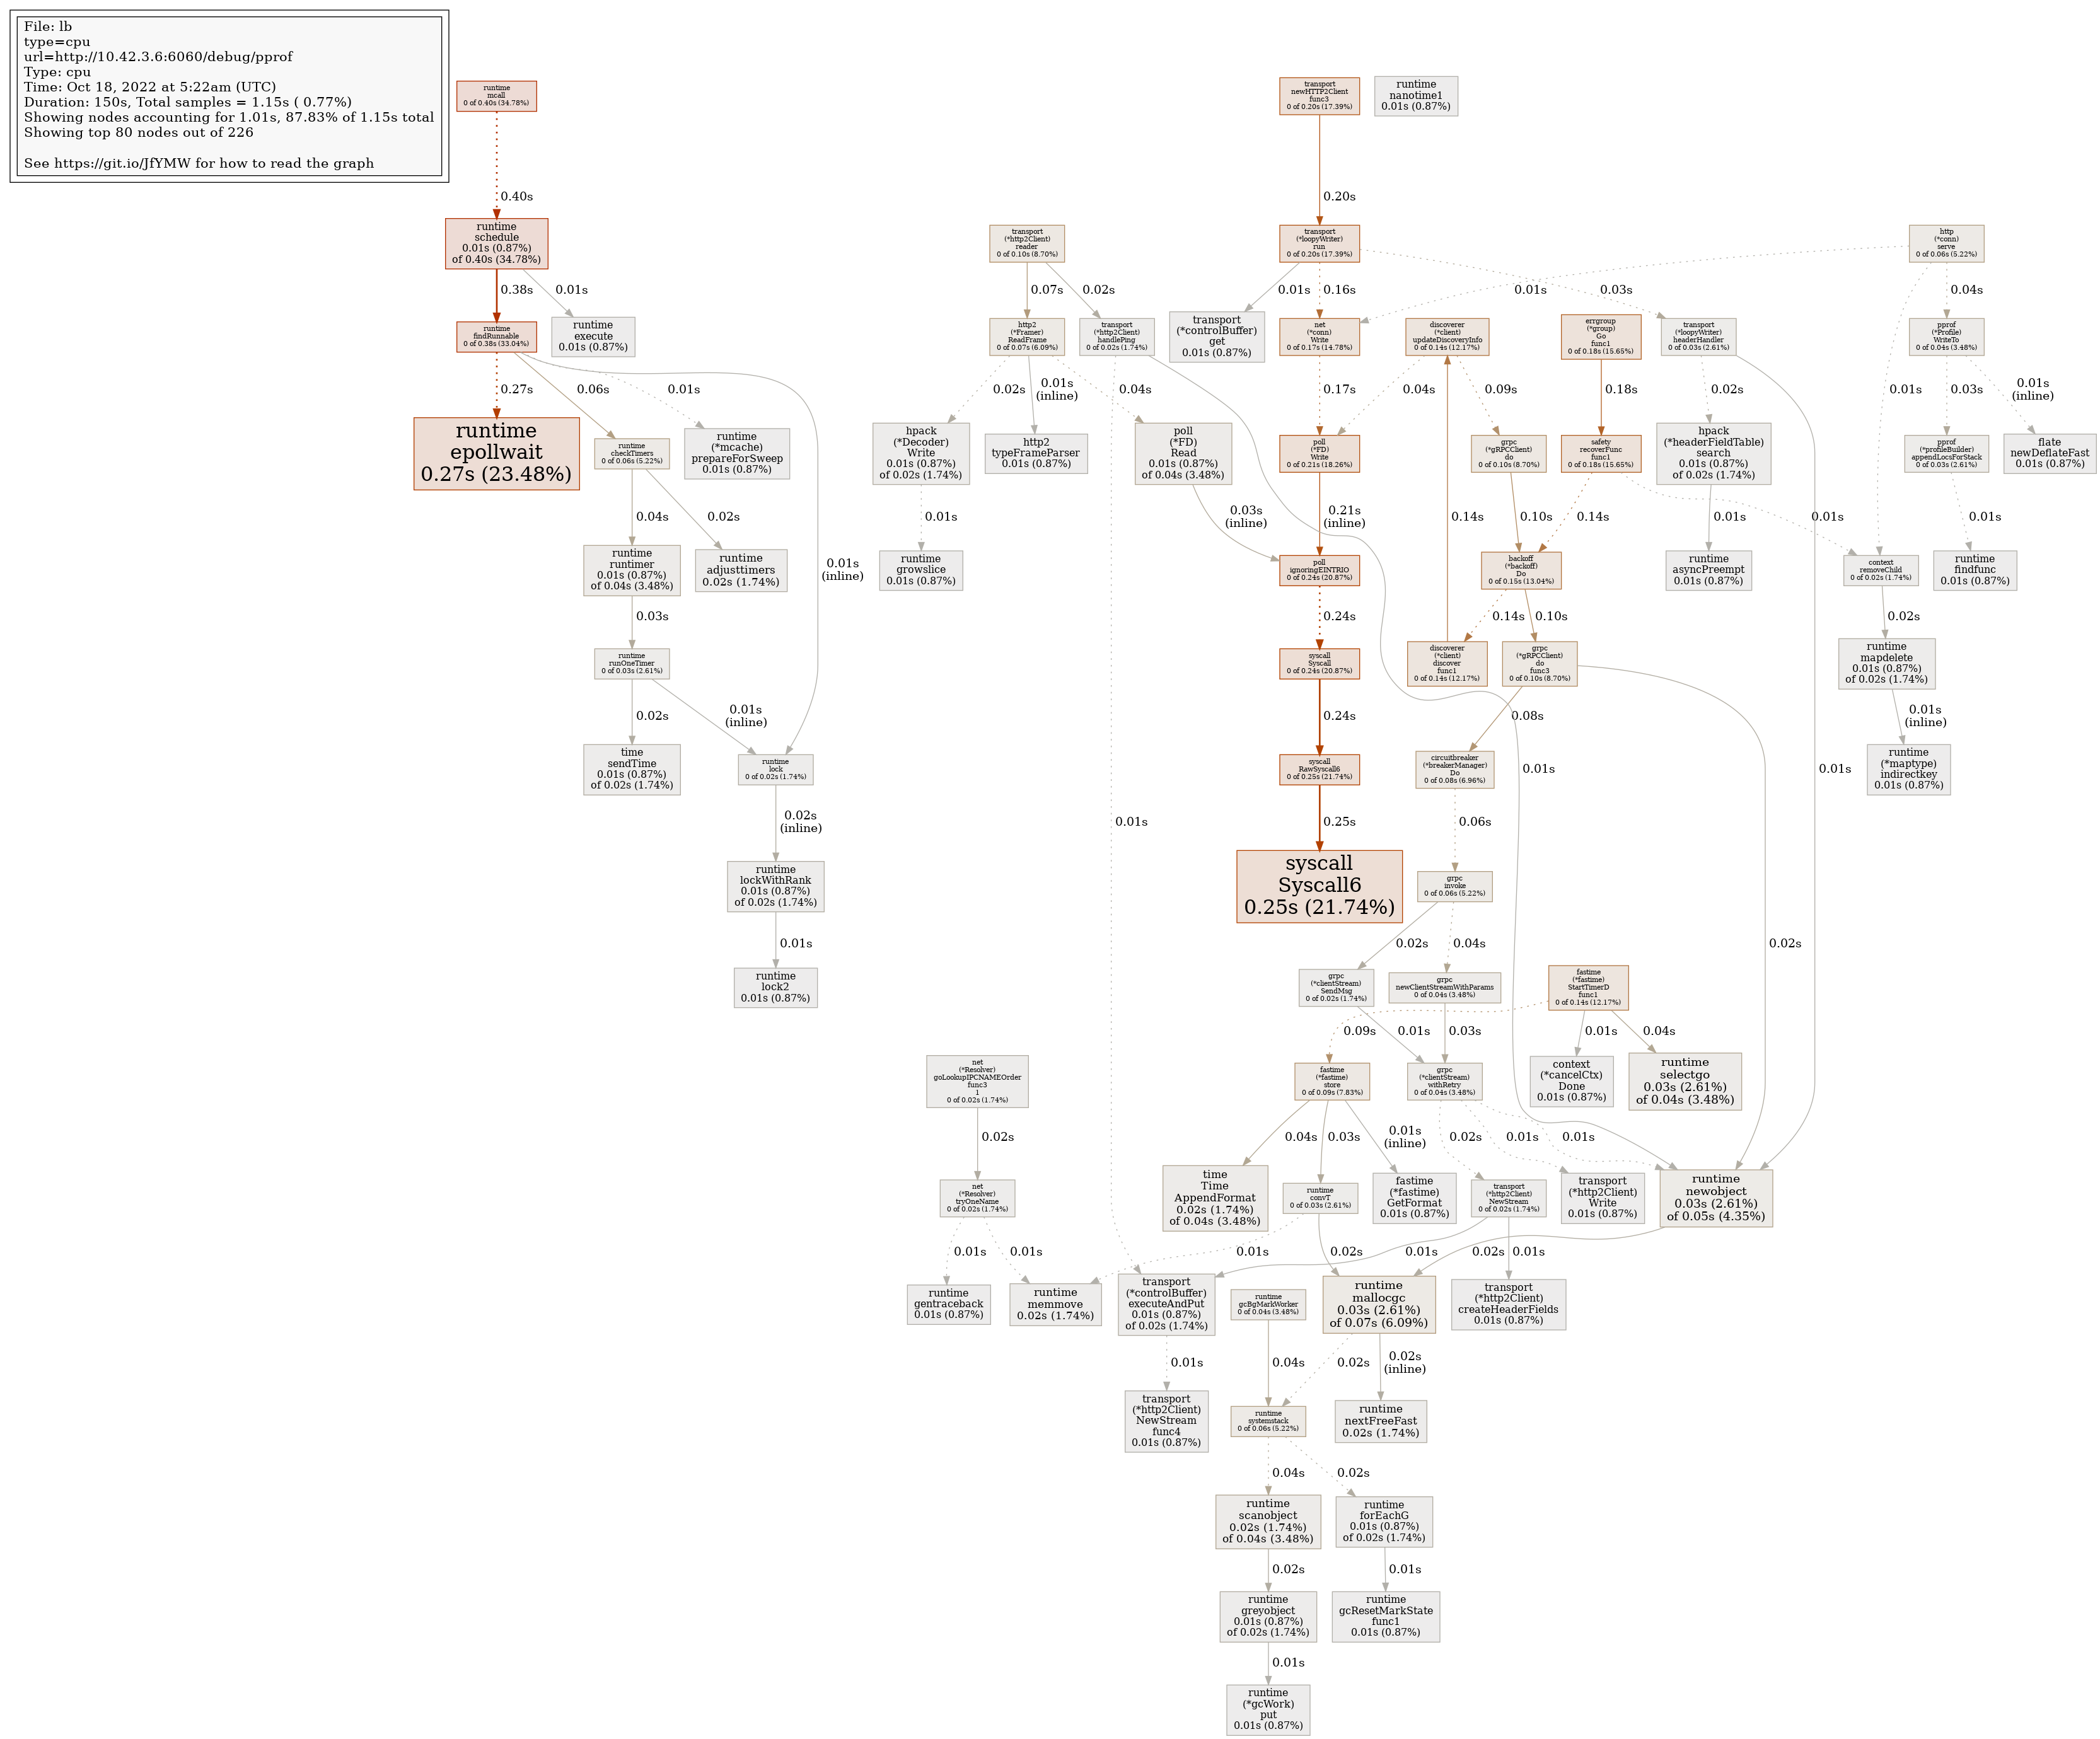 File: lb
type=cpu
url=http://10.42.3.6:6060/debug/pprof
Type: cpu
Time: Oct 18, 2022 at 5:22am (UTC)
Duration: 150s, Total samples = 1.15s ( 0.77%)
Showing nodes accounting for 1.01s, 87.83% of 1.15s total
Showing top 80 nodes out of 226
See https://git.io/JfYMW for how to read the graph
runtime
mcall
0 of 0.40s (34.78%)
transport
newHTTP2Client
func3
0 of 0.20s (17.39%)
runtime
nanotime1
0.01s (0.87%)
0.40s
0.20s
runtime
schedule
0.01s (0.87%)
of 0.40s (34.78%)
transport
(*http2Client)
reader
0 of 0.10s (8.70%)
transport
(*loopyWriter)
run
0 of 0.20s (17.39%)
http
(*conn)
serve
0 of 0.06s (5.22%)
0.38s
0.01s
0.07s
0.02s
0.01s
0.16s
0.01s
0.03s
0.04s
runtime
findRunnable
0 of 0.38s (33.04%)
runtime
execute
0.01s (0.87%)
http2
(*Framer)
ReadFrame
0 of 0.07s (6.09%)
transport
(*http2Client)
handlePing
0 of 0.02s (1.74%)
transport
(*controlBuffer)
get
0.01s (0.87%)
net
(*conn)
Write
0 of 0.17s (14.78%)
discoverer
(*client)
updateDiscoveryInfo
0 of 0.14s (12.17%)
errgroup
(*group)
Go
func1
0 of 0.18s (15.65%)
transport
(*loopyWriter)
headerHandler
0 of 0.03s (2.61%)
pprof
(*Profile)
WriteTo
0 of 0.04s (3.48%)
0.27s
0.06s
0.01s
0.02s
0.01s
(inline)
0.04s
0.17s
0.04s
0.09s
0.18s
0.02s
0.01s
0.03s
0.01s
(inline)
runtime
epollwait
0.27s (23.48%)
runtime
checkTimers
0 of 0.06s (5.22%)
runtime
(*mcache)
prepareForSweep
0.01s (0.87%)
hpack
(*Decoder)
Write
0.01s (0.87%)
of 0.02s (1.74%)
http2
typeFrameParser
0.01s (0.87%)
poll
(*FD)
Read
0.01s (0.87%)
of 0.04s (3.48%)
poll
(*FD)
Write
0 of 0.21s (18.26%)
grpc
(*gRPCClient)
do
0 of 0.10s (8.70%)
safety
recoverFunc
func1
0 of 0.18s (15.65%)
hpack
(*headerFieldTable)
search
0.01s (0.87%)
of 0.02s (1.74%)
pprof
(*profileBuilder)
appendLocsForStack
0 of 0.03s (2.61%)
flate
newDeflateFast
0.01s (0.87%)
0.04s
0.02s
0.01s
(inline)
0.01s
0.03s
(inline)
0.21s
(inline)
0.14s
0.10s
0.14s
0.01s
0.01s
0.01s
runtime
runtimer
0.01s (0.87%)
of 0.04s (3.48%)
runtime
adjusttimers
0.02s (1.74%)
runtime
growslice
0.01s (0.87%)
poll
ignoringEINTRIO
0 of 0.24s (20.87%)
backoff
(*backoff)
Do
0 of 0.15s (13.04%)
runtime
asyncPreempt
0.01s (0.87%)
context
removeChild
0 of 0.02s (1.74%)
runtime
findfunc
0.01s (0.87%)
0.03s
0.24s
0.14s
0.10s
0.02s
runtime
runOneTimer
0 of 0.03s (2.61%)
syscall
Syscall
0 of 0.24s (20.87%)
discoverer
(*client)
discover
func1
0 of 0.14s (12.17%)
grpc
(*gRPCClient)
do
func3
0 of 0.10s (8.70%)
runtime
mapdelete
0.01s (0.87%)
of 0.02s (1.74%)
0.02s
0.01s
(inline)
0.24s
0.08s
0.01s
(inline)
time
sendTime
0.01s (0.87%)
of 0.02s (1.74%)
runtime
lock
0 of 0.02s (1.74%)
syscall
RawSyscall6
0 of 0.25s (21.74%)
circuitbreaker
(*breakerManager)
Do
0 of 0.08s (6.96%)
0.01s
0.01s
runtime
(*maptype)
indirectkey
0.01s (0.87%)
0.02s
(inline)
0.01s
0.25s
0.06s
runtime
lockWithRank
0.01s (0.87%)
of 0.02s (1.74%)
syscall
Syscall6
0.25s (21.74%)
grpc
invoke
0 of 0.06s (5.22%)
0.01s
0.02s
0.04s
0.02s
runtime
lock2
0.01s (0.87%)
grpc
(*clientStream)
SendMsg
0 of 0.02s (1.74%)
grpc
newClientStreamWithParams
0 of 0.04s (3.48%)
fastime
(*fastime)
StartTimerD
func1
0 of 0.14s (12.17%)
0.09s
0.01s
0.03s
0.01s
0.04s
net
(*Resolver)
goLookupIPCNAMEOrder
func3
1
0 of 0.02s (1.74%)
fastime
(*fastime)
store
0 of 0.09s (7.83%)
grpc
(*clientStream)
withRetry
0 of 0.04s (3.48%)
context
(*cancelCtx)
Done
0.01s (0.87%)
runtime
selectgo
0.03s (2.61%)
of 0.04s (3.48%)
0.02s
0.04s
0.03s
0.01s
(inline)
0.02s
0.01s
0.01s
net
(*Resolver)
tryOneName
0 of 0.02s (1.74%)
time
Time
AppendFormat
0.02s (1.74%)
of 0.04s (3.48%)
runtime
convT
0 of 0.03s (2.61%)
fastime
(*fastime)
GetFormat
0.01s (0.87%)
transport
(*http2Client)
NewStream
0 of 0.02s (1.74%)
transport
(*http2Client)
Write
0.01s (0.87%)
runtime
newobject
0.03s (2.61%)
of 0.05s (4.35%)
0.01s
0.01s
0.01s
0.02s
0.01s
0.02s
0.01s
runtime
gentraceback
0.01s (0.87%)
runtime
memmove
0.02s (1.74%)
transport
(*controlBuffer)
executeAndPut
0.01s (0.87%)
of 0.02s (1.74%)
runtime
gcBgMarkWorker
0 of 0.04s (3.48%)
runtime
mallocgc
0.03s (2.61%)
of 0.07s (6.09%)
transport
(*http2Client)
createHeaderFields
0.01s (0.87%)
0.01s
0.04s
0.02s
0.02s
(inline)
transport
(*http2Client)
NewStream
func4
0.01s (0.87%)
runtime
systemstack
0 of 0.06s (5.22%)
runtime
nextFreeFast
0.02s (1.74%)
0.04s
0.02s
runtime
scanobject
0.02s (1.74%)
of 0.04s (3.48%)
runtime
forEachG
0.01s (0.87%)
of 0.02s (1.74%)
0.02s
0.01s
runtime
greyobject
0.01s (0.87%)
of 0.02s (1.74%)
runtime
gcResetMarkState
func1
0.01s (0.87%)
0.01s
runtime
(*gcWork)
put
0.01s (0.87%)